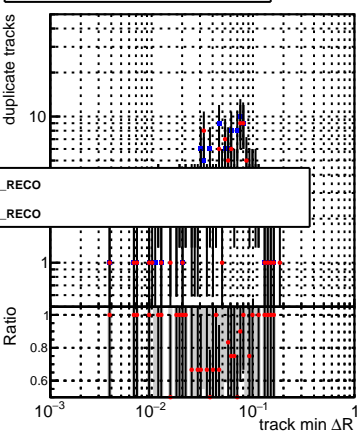 duplicate tracks
10
_RECO
_RECO
1
Ratio
1
0.8
0.6
10⁻³
10⁻²
10⁻¹
1
track min ΔR